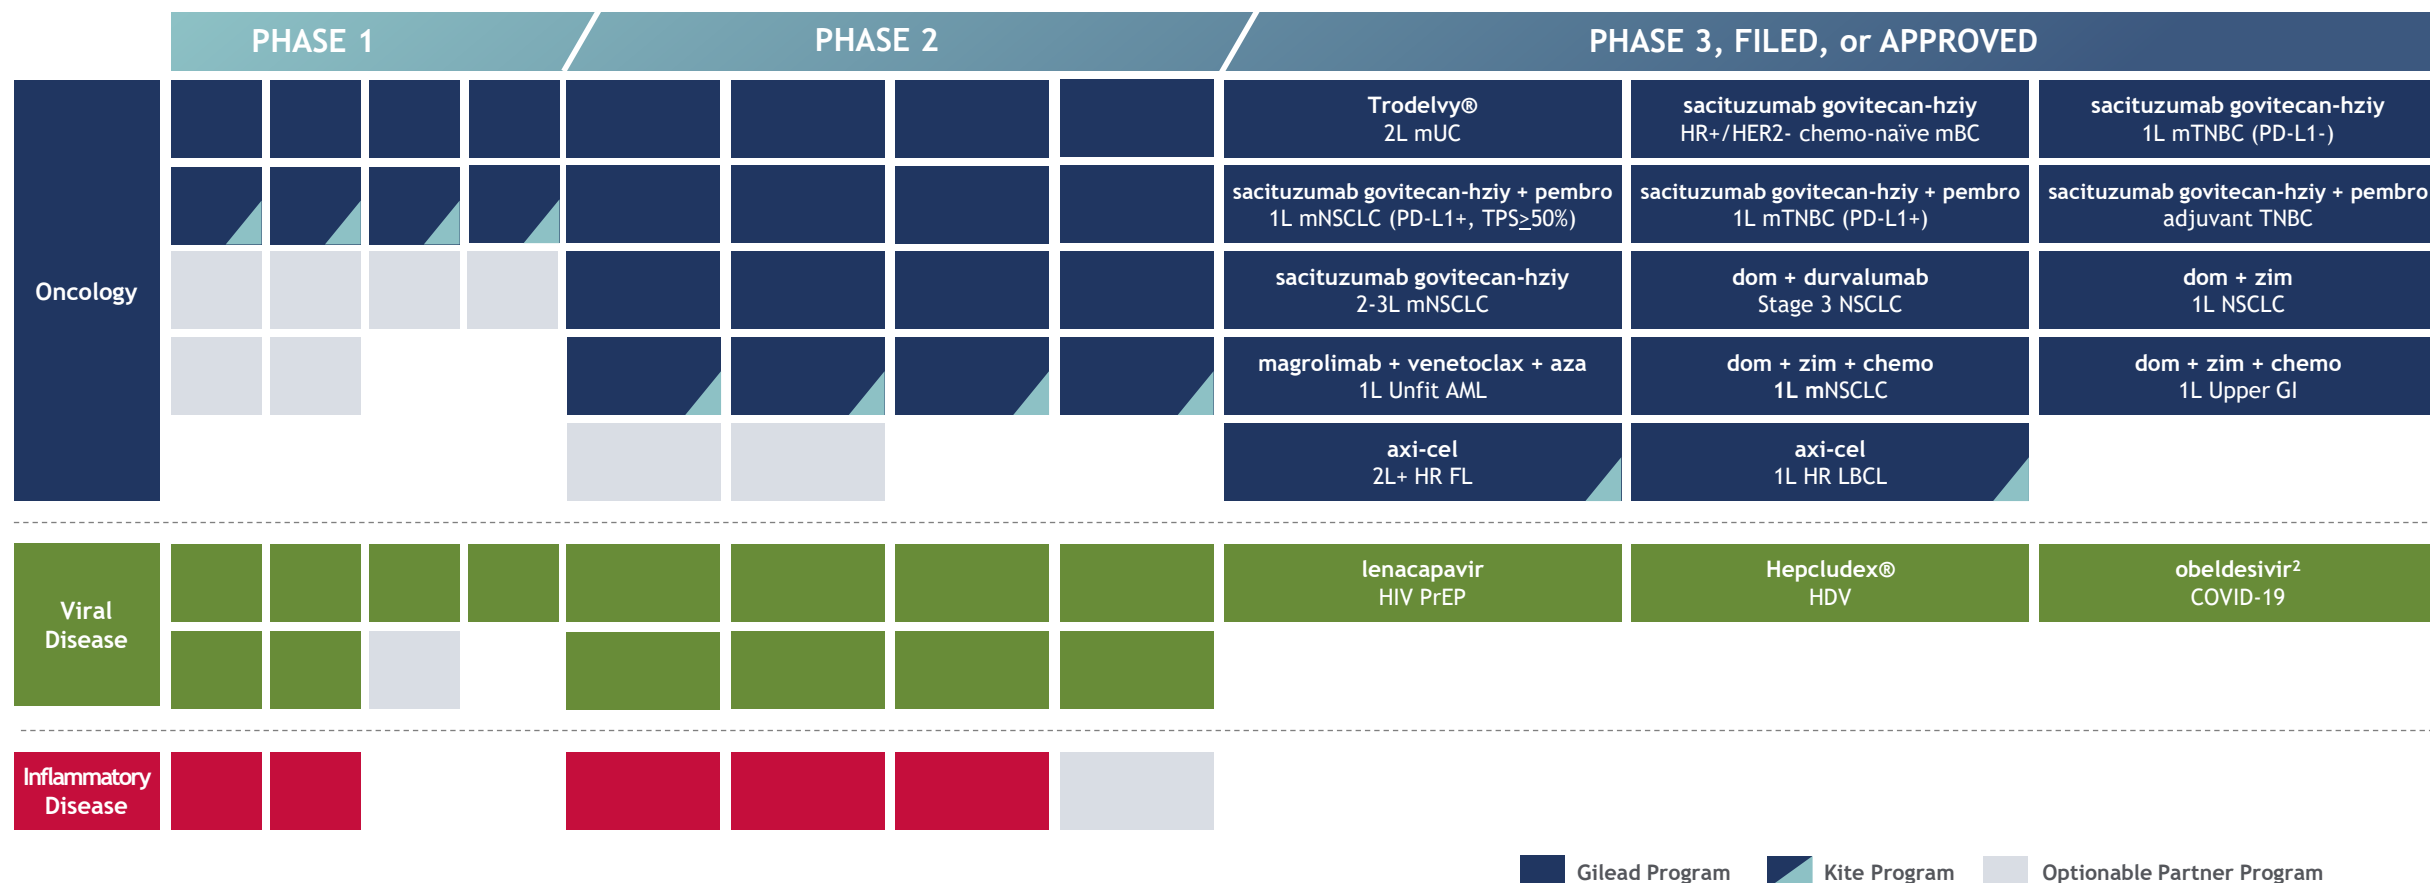 PHASE 1
PHASE 2
PHASE 3, FILED, or APPROVED
Oncology
Trodelvy®
2L mUC
sacituzumab govitecan-hziy
HR+/HER2- chemo-naïve mBC
sacituzumab govitecan-hziy
1L mTNBC (PD-L1-)
sacituzumab govitecan-hziy + pembro
1L mNSCLC (PD-L1+, TPS≥50%)
sacituzumab govitecan-hziy + pembro
1L mTNBC (PD-L1+)
sacituzumab govitecan-hziy + pembro
adjuvant TNBC
sacituzumab govitecan-hziy
2-3L mNSCLC
dom + durvalumab
Stage 3 NSCLC
dom + zim
1L NSCLC
magrolimab + venetoclax + aza
1L Unfit AML
dom + zim + chemo
1L mNSCLC
dom + zim + chemo
1L Upper GI
axi-cel
2L+ HR FL
axi-cel
1L HR LBCL
Viral
Disease
lenacapavir
HIV PrEP
Hepcludex®
HDV
obeldesivir²
COVID-19
Inflammatory
Disease
Gilead Program
Kite Program
Optionable Partner Program